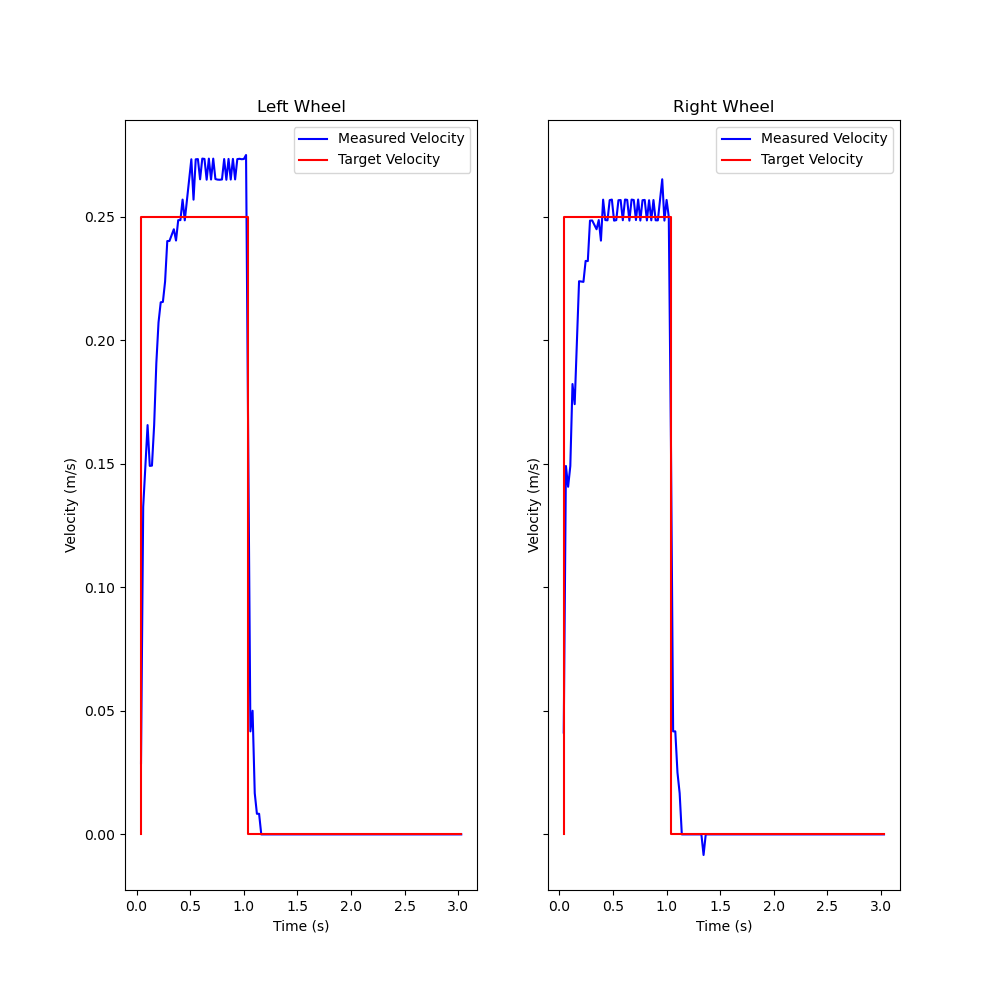 Left Wheel
Measured Velocity
Target Velocity
Velocity (m/s)
0.25
0.20
0.15
0.10
0.05
0.00
0.0 0.5 1.0 1.5 2.0 2.5 3.0
Time (s)
Right Wheel
Measured Velocity
Target Velocity
Velocity (m/s)
0.0 0.5 1.0 1.5 2.0 2.5 3.0
Time (s)